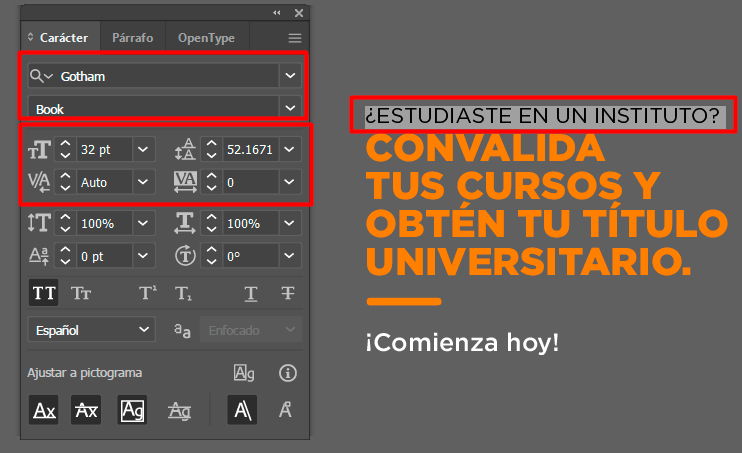 Carácter Párrafo OpenType
Gotham
Book
32 pt 52.1671
Auto 0
100% 100%
0 pt 0°
TT Tr T¹ T₁ T T
Español aa Enfocado
Ajustar a pictograma Ag
Ax Ax Ag Ag A A
¿ESTUDIASTE EN UN INSTITUTO?
CONVALIDA
TUS CURSOS Y
OBTÉN TU TÍTULO
UNIVERSITARIO.
¡Comienza hoy!